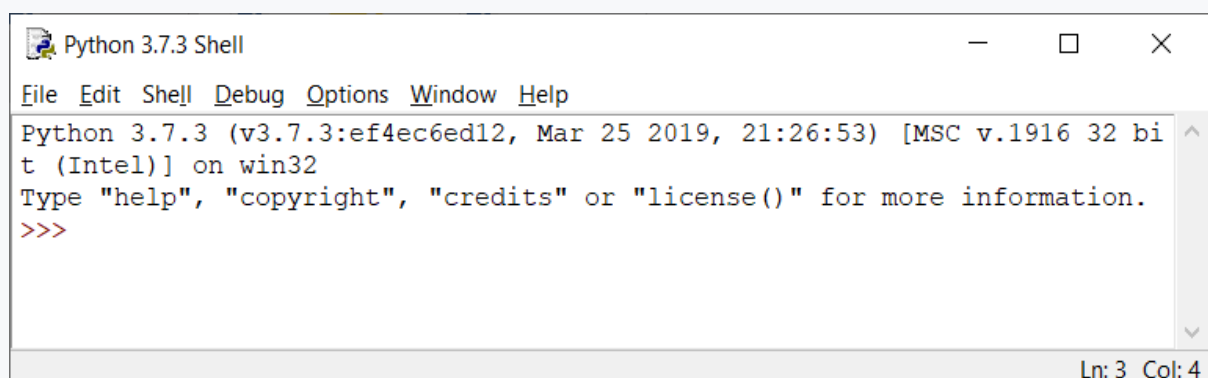 Python 3.7.3 Shell
File Edit Shell Debug Options Window Help
Python 3.7.3 (v3.7.3:ef4ec6ed12, Mar 25 2019, 21:26:53) [MSC v.1916 32 bi
t (Intel)] on win32
Type "help", "copyright", "credits" or "license()" for more information.
>>>
Ln: 3 Col: 4